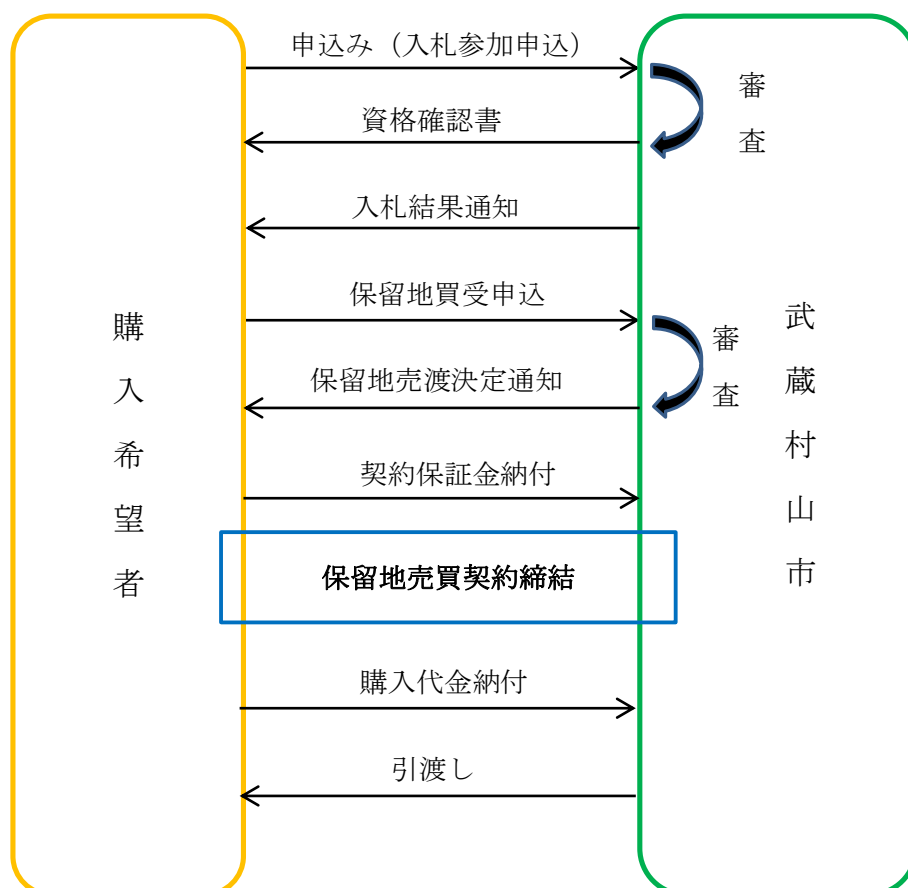 申込み（入札参加申込）
審査
資格確認書
入札結果通知
保留地買受申込
審査
保留地売渡決定通知
契約保証金納付
保留地売買契約締結
購入代金納付
引渡し
購入希望者
武蔵村山市